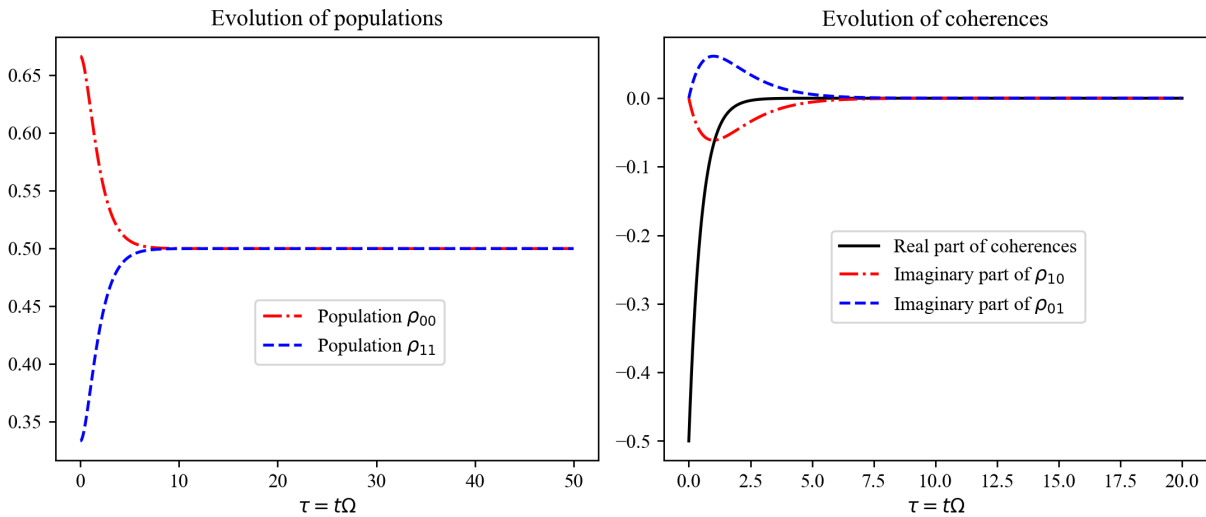 Evolution of populations
0.65
0.60
0.55
0.50
0.45
0.40
0.35
Population ρ₀₀
Population ρ₁₁
0 10 20 30 40 50
τ = tΩ
Evolution of coherences
0.0
−0.1
−0.2
−0.3
−0.4
−0.5
Real part of coherences
Imaginary part of ρ₁₀
Imaginary part of ρ₀₁
0.0 2.5 5.0 7.5 10.0 12.5 15.0 17.5 20.0
τ = tΩ